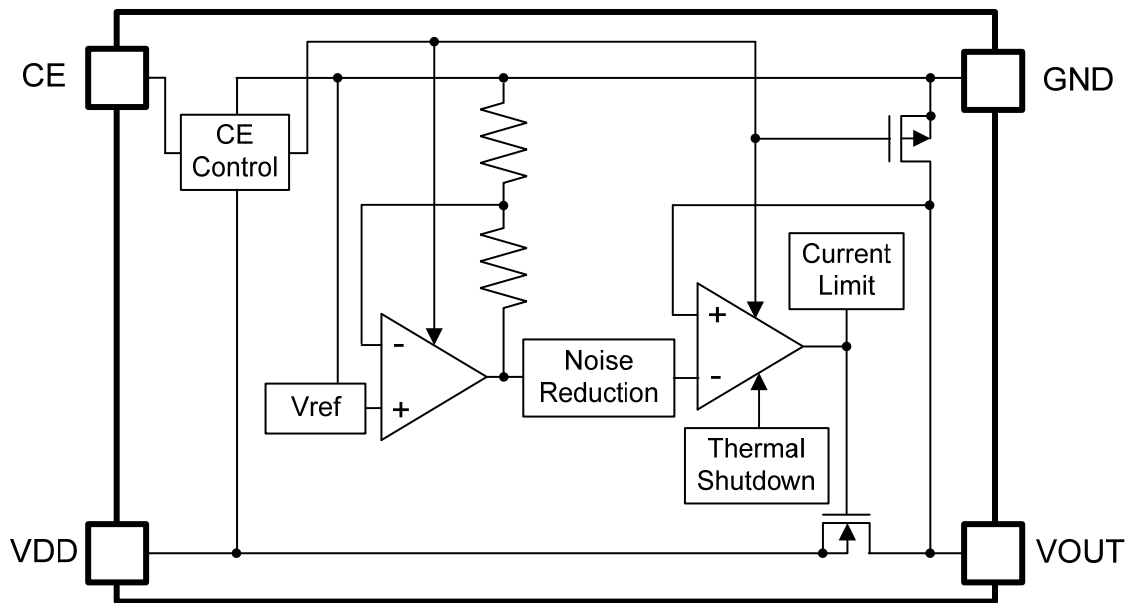 CE
GND
CE
Control
Current
Limit
+
-
-
+
Noise
Reduction
Vref
Thermal
Shutdown
VDD
VOUT